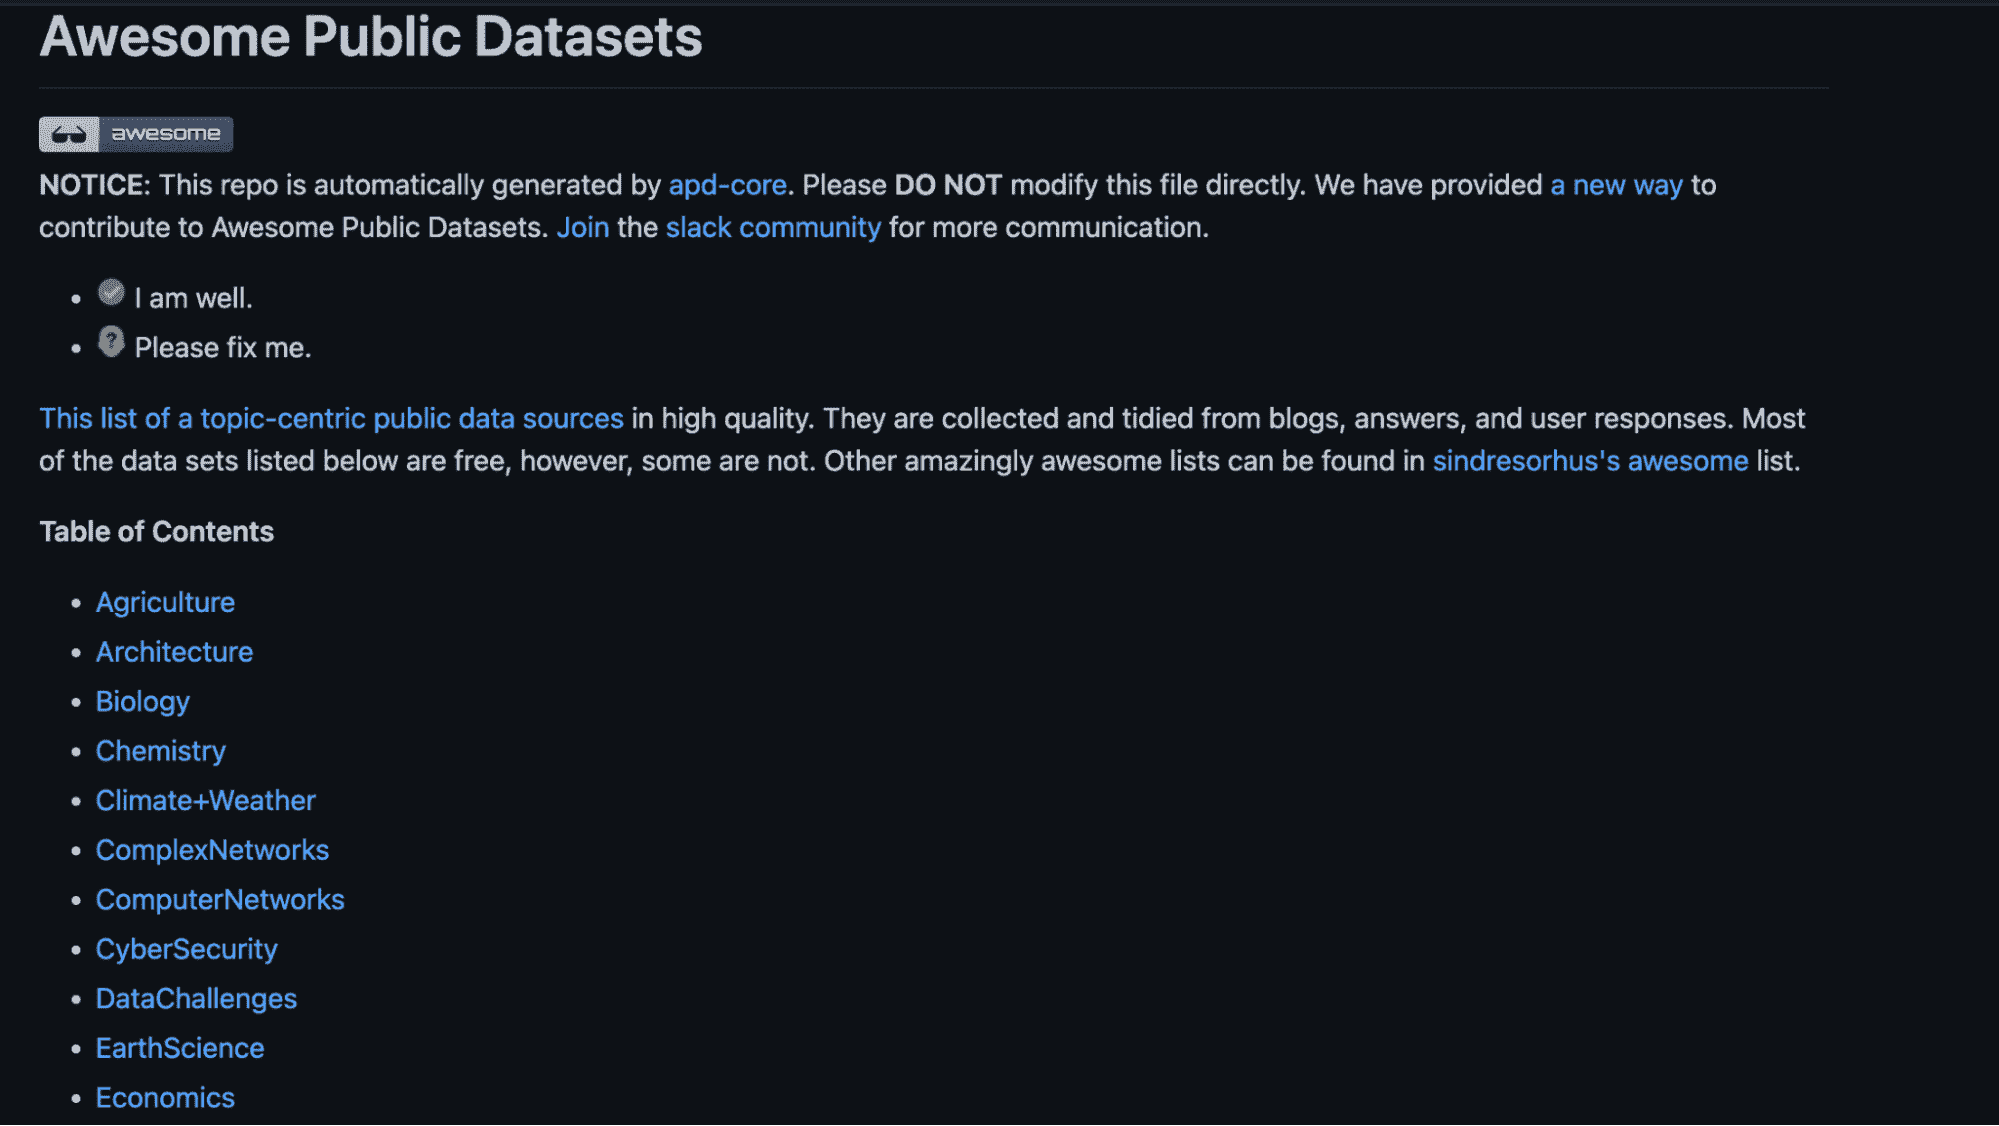 Awesome Public Datasets
awesome
NOTICE: This repo is automatically generated by apd-core. Please DO NOT modify this file directly. We have provided a new way to
contribute to Awesome Public Datasets. Join the slack community for more communication.
I am well.
Please fix me.
This list of a topic-centric public data sources in high quality. They are collected and tidied from blogs, answers, and user responses. Most
of the data sets listed below are free, however, some are not. Other amazingly awesome lists can be found in sindresorhus's awesome list.
Table of Contents
Agriculture
Architecture
Biology
Chemistry
Climate+Weather
ComplexNetworks
ComputerNetworks
CyberSecurity
DataChallenges
EarthScience
Economics